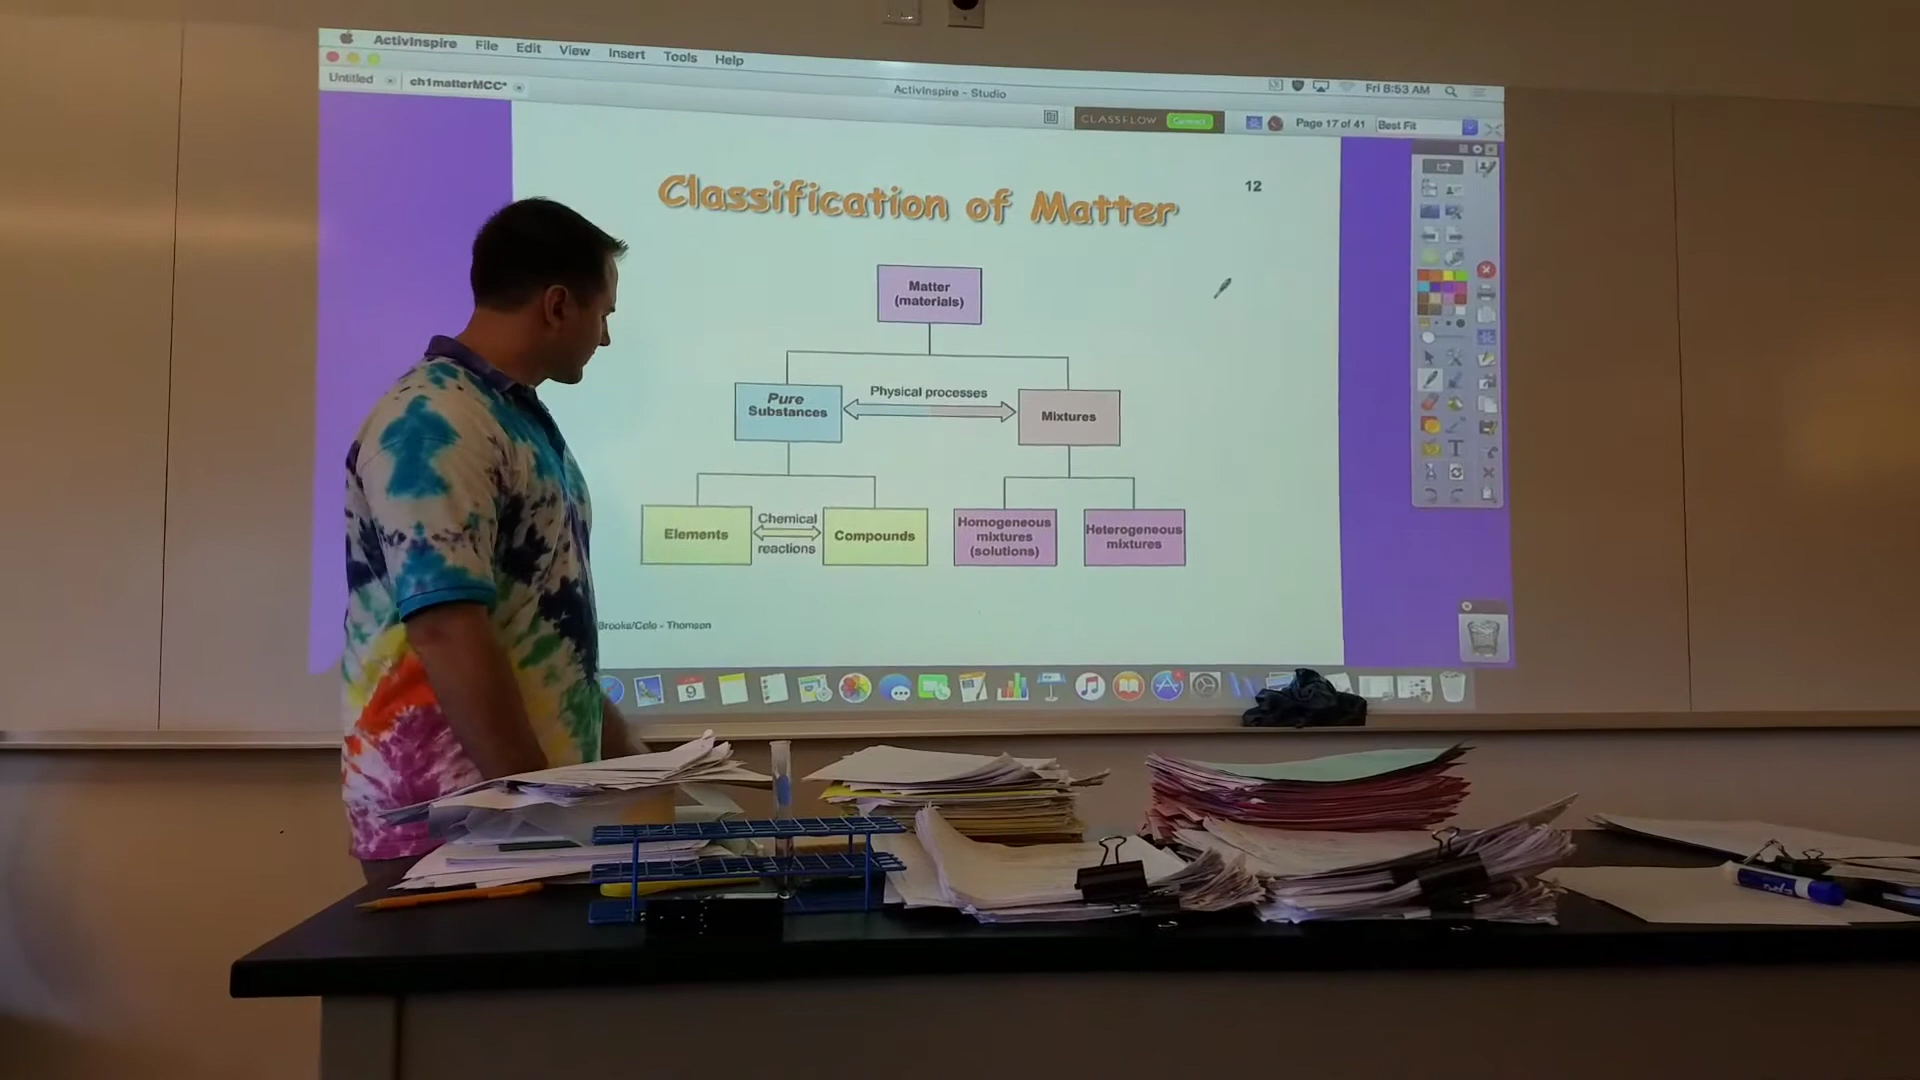 ActivInspire File Edit View Insert Tools Help
Fri 8:53 AM
Untitled
ch1matterMCC*
ActivInspire - Studio
CLASSFLOW Connect
Page 17 of 41
Best Fit
Classification of Matter
12
Matter
(materials)
Pure
Substances
Physical processes
Mixtures
Elements
Chemical
reactions
Compounds
Homogeneous
mixtures
(solutions)
Heterogeneous
mixtures
Brooks/Cole - Thomson
T
9
EXPO